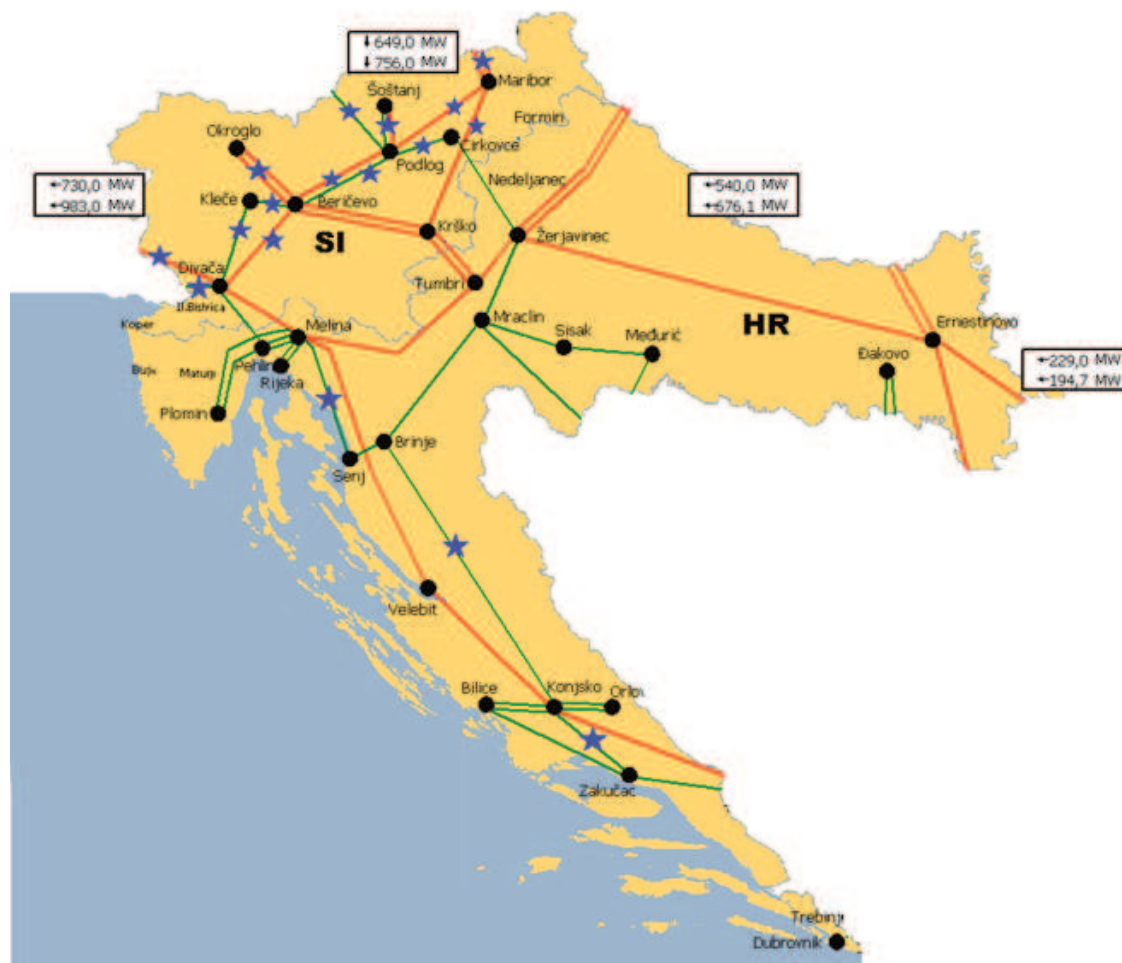 ↓649,0 MW
↓756,0 MW
Maribor
Šoštanj
Formin
Okroglo
Cirkovce
Podlog
Nedeljanec
←730,0 MW
←983,0 MW
←540,0 MW
←676,1 MW
Kleče
Beričevo
Krško
SI
Žerjavinec
Divača
Tumbri
Il.Bistrica
Koper
Melina
Mraclin
HR
Sisak
Međurić
Ernestinovo
Pehlin
Buje
Matulji
Rijeka
Đakovo
←229,0 MW
←194,7 MW
Plomin
Brinje
Senj
Velebit
Bilice
Konjsko
Orlo
Zakučac
Trebinj
Dubrovnik